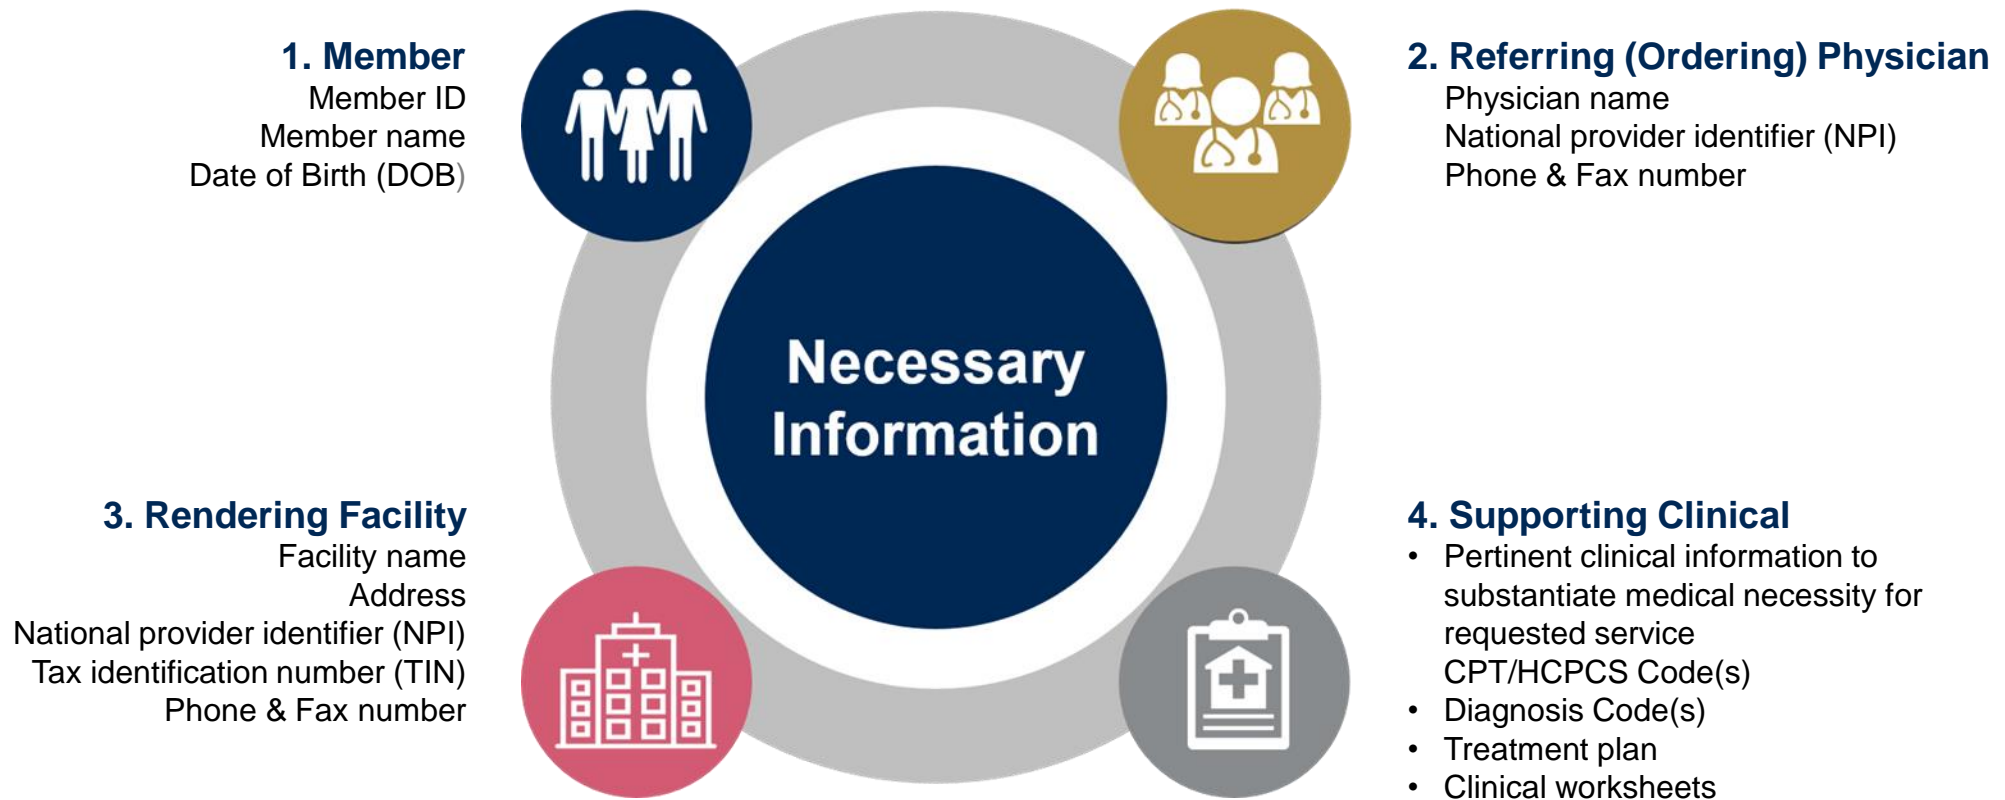 1. Member
Member ID
Member name
Date of Birth (DOB)
2. Referring (Ordering) Physician
Physician name
National provider identifier (NPI)
Phone & Fax number
Necessary
Information
3. Rendering Facility
Facility name
Address
National provider identifier (NPI)
Tax identification number (TIN)
Phone & Fax number
4. Supporting Clinical
• Pertinent clinical information to
substantiate medical necessity for
requested service
CPT/HCPCS Code(s)
• Diagnosis Code(s)
• Treatment plan
• Clinical worksheets